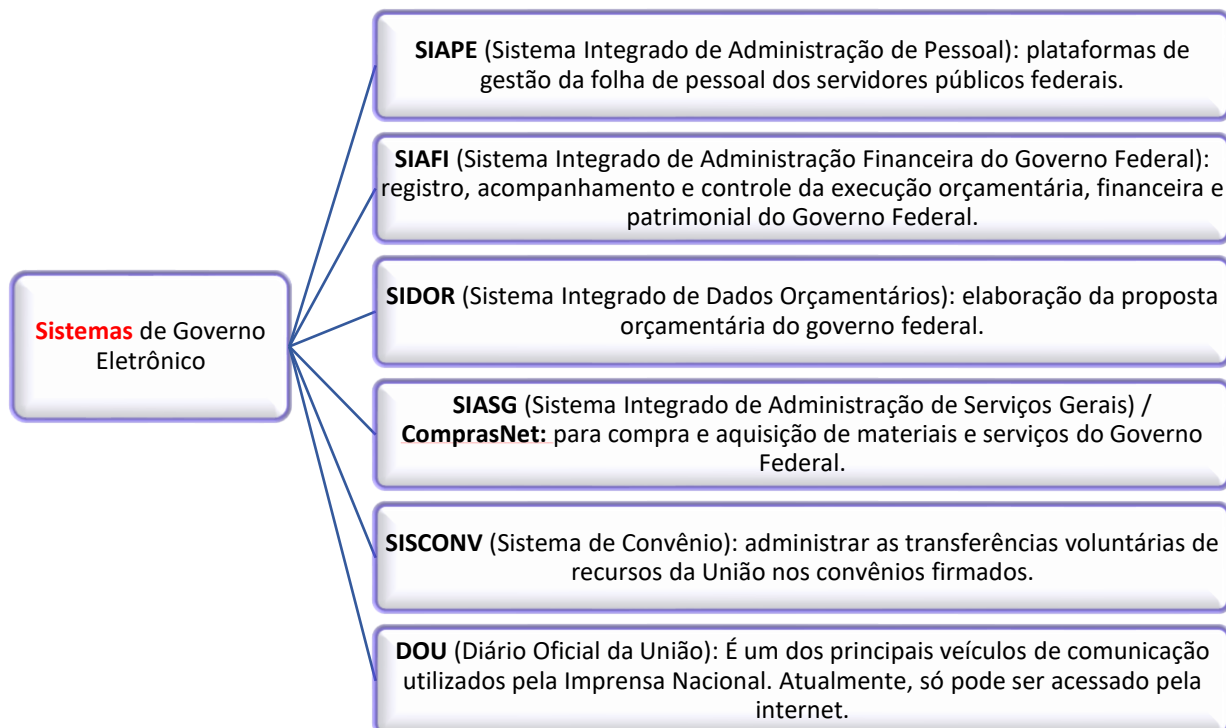 SIAPE (Sistema Integrado de Administração de Pessoal): plataformas de
gestão da folha de pessoal dos servidores públicos federais.
SIAFI (Sistema Integrado de Administração Financeira do Governo Federal):
registro, acompanhamento e controle da execução orçamentária, financeira e
patrimonial do Governo Federal.
Sistemas de Governo
Eletrônico
SIDOR (Sistema Integrado de Dados Orçamentários): elaboração da proposta
orçamentária do governo federal.
SIASG (Sistema Integrado de Administração de Serviços Gerais) /
ComprasNet: para compra e aquisição de materiais e serviços do Governo
Federal.
SISCONV (Sistema de Convênio): administrar as transferências voluntárias de
recursos da União nos convênios firmados.
DOU (Diário Oficial da União): É um dos principais veículos de comunicação
utilizados pela Imprensa Nacional. Atualmente, só pode ser acessado pela
internet.